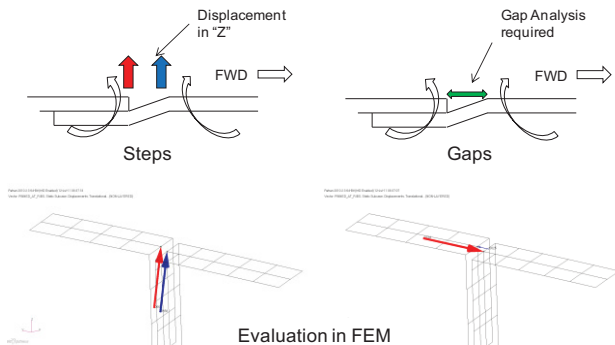 Displacement
in "Z"
FWD
Steps
Gap Analysis
required
FWD
Gaps
Evaluation in FEM